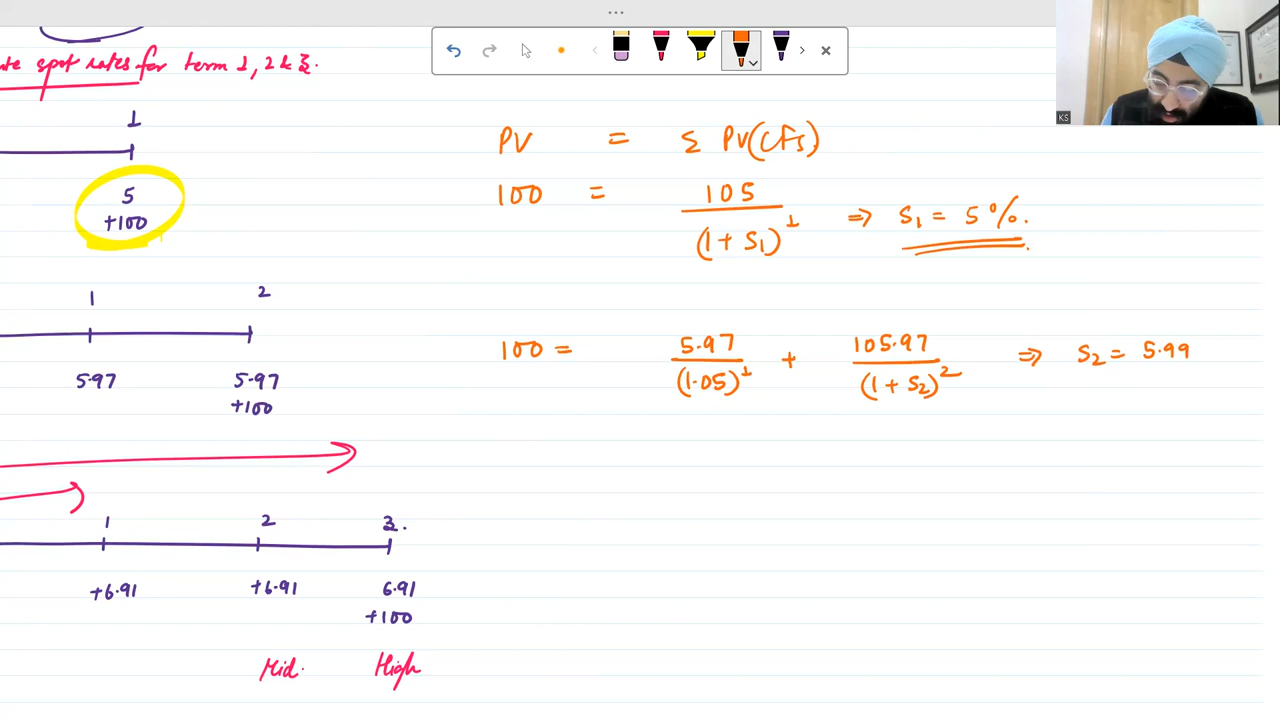 te spot rates for term 1, 2 & 3.
1
5
+100
PV = Σ PV(CFs)
100 = 105 / (1 + S₁)¹ ⇒ S₁ = 5%.
1 2
5.97 5.97
+100
100 = 5.97 / (1.05)¹ + 105.97 / (1 + S₂)² ⇒ S₂ = 5.99
1 2 3.
+6.91 +6.91 6.91
+100
Mid. High
KS